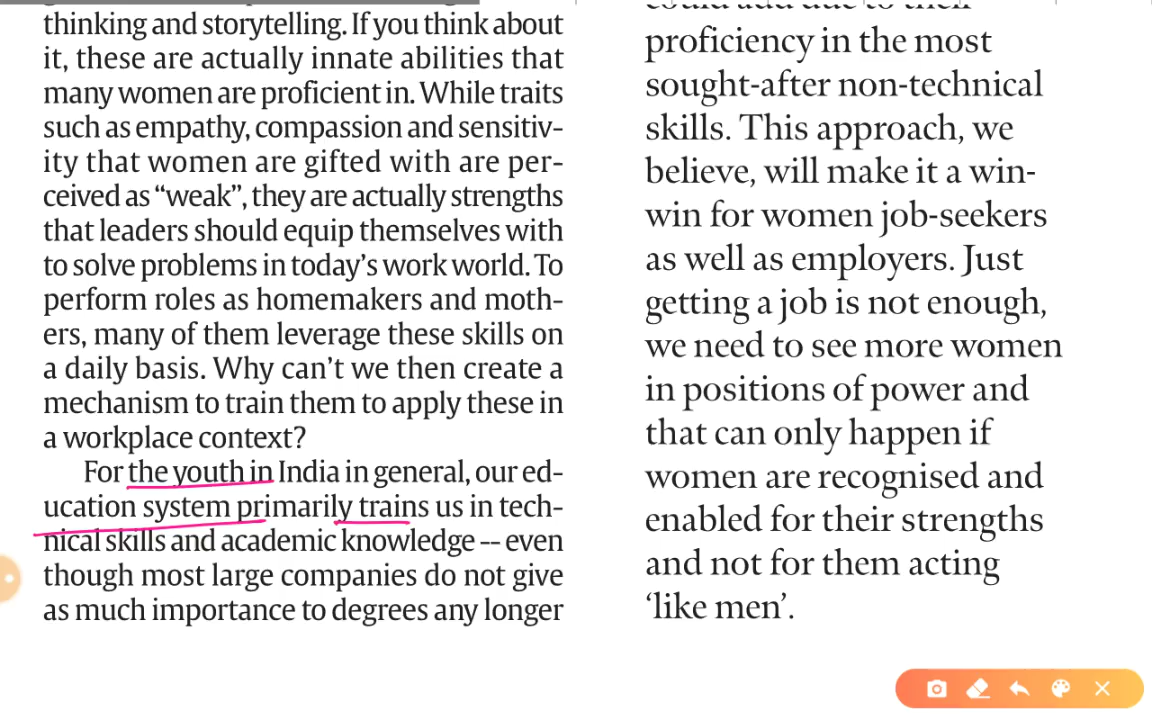 thinking and storytelling. If you think about
it, these are actually innate abilities that
many women are proficient in. While traits
such as empathy, compassion and sensitiv-
ity that women are gifted with are per-
ceived as “weak”, they are actually strengths
that leaders should equip themselves with
to solve problems in today’s work world. To
perform roles as homemakers and moth-
ers, many of them leverage these skills on
a daily basis. Why can’t we then create a
mechanism to train them to apply these in
a workplace context?
For the youth in India in general, our ed-
ucation system primarily trains us in tech-
nical skills and academic knowledge -- even
though most large companies do not give
as much importance to degrees any longer
could add due to their
proficiency in the most
sought-after non-technical
skills. This approach, we
believe, will make it a win-
win for women job-seekers
as well as employers. Just
getting a job is not enough,
we need to see more women
in positions of power and
that can only happen if
women are recognised and
enabled for their strengths
and not for them acting
‘like men’.